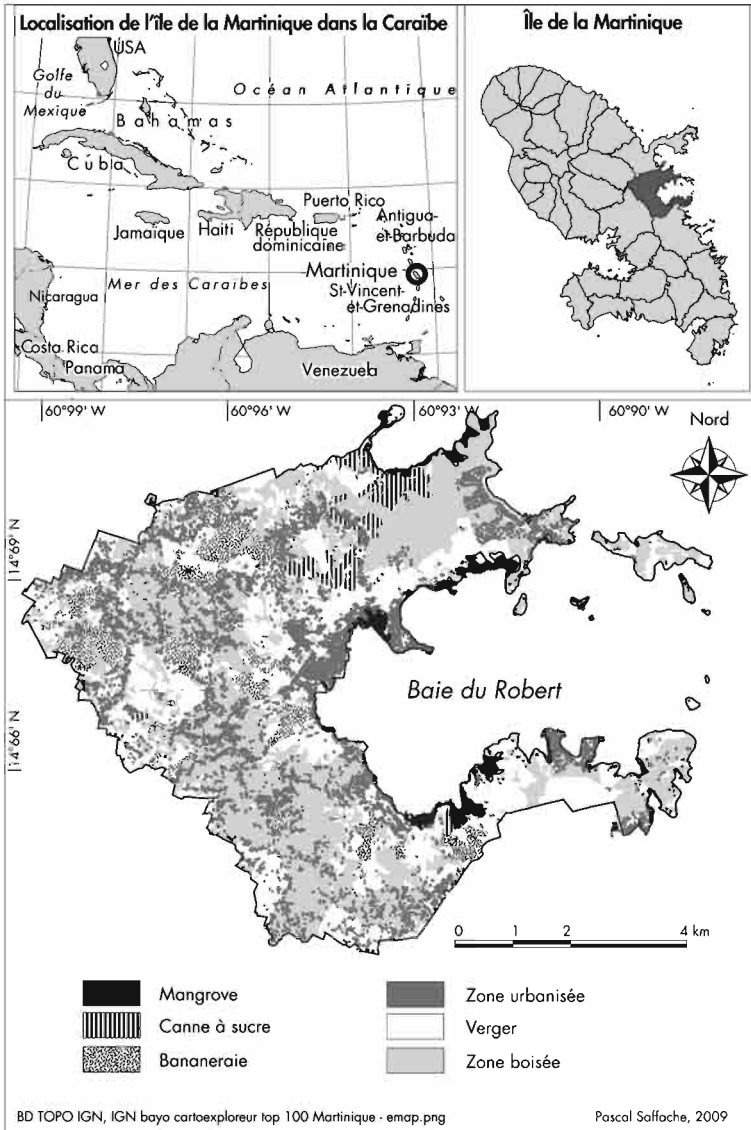 Localisation de l'île de la Martinique dans la Caraïbe
USA
Golfe
du
Mexique
Océan Atlantique
Bahamas
Cuba
Puerto Rico
Jamaïque
Haiti
République
dominicaine
Antigua-
et-Barbuda
Martinique
Mer des Caraibes
St-Vincent-
et-Grenadines
Nicaragua
Costa Rica
Panama
Venezuela
Île de la Martinique
60°99' W
60°96' W
60°93' W
60°90' W
Nord
14°69' N
14°66' N
Baie du Robert
0 1 2 4 km
Mangrove
Canne à sucre
Bananeraie
Zone urbanisée
Verger
Zone boisée
BD TOPO IGN, IGN bayo cartoexploreur top 100 Martinique - emap.png
Pascal Saffache, 2009